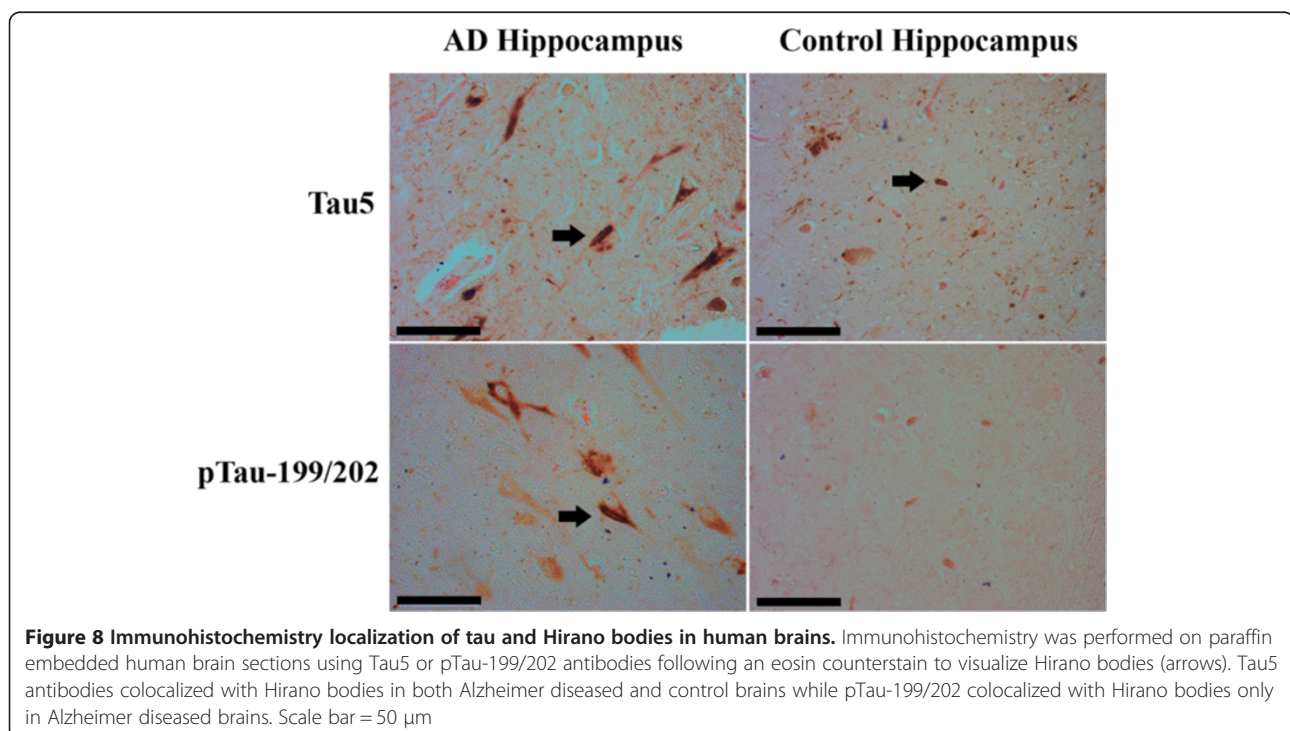 AD Hippocampus Control Hippocampus
Tau5
pTau-199/202
Figure 8 Immunohistochemistry localization of tau and Hirano bodies in human brains. Immunohistochemistry was performed on paraffin
embedded human brain sections using Tau5 or pTau-199/202 antibodies following an eosin counterstain to visualize Hirano bodies (arrows). Tau5
antibodies colocalized with Hirano bodies in both Alzheimer diseased and control brains while pTau-199/202 colocalized with Hirano bodies only
in Alzheimer diseased brains. Scale bar = 50 μm